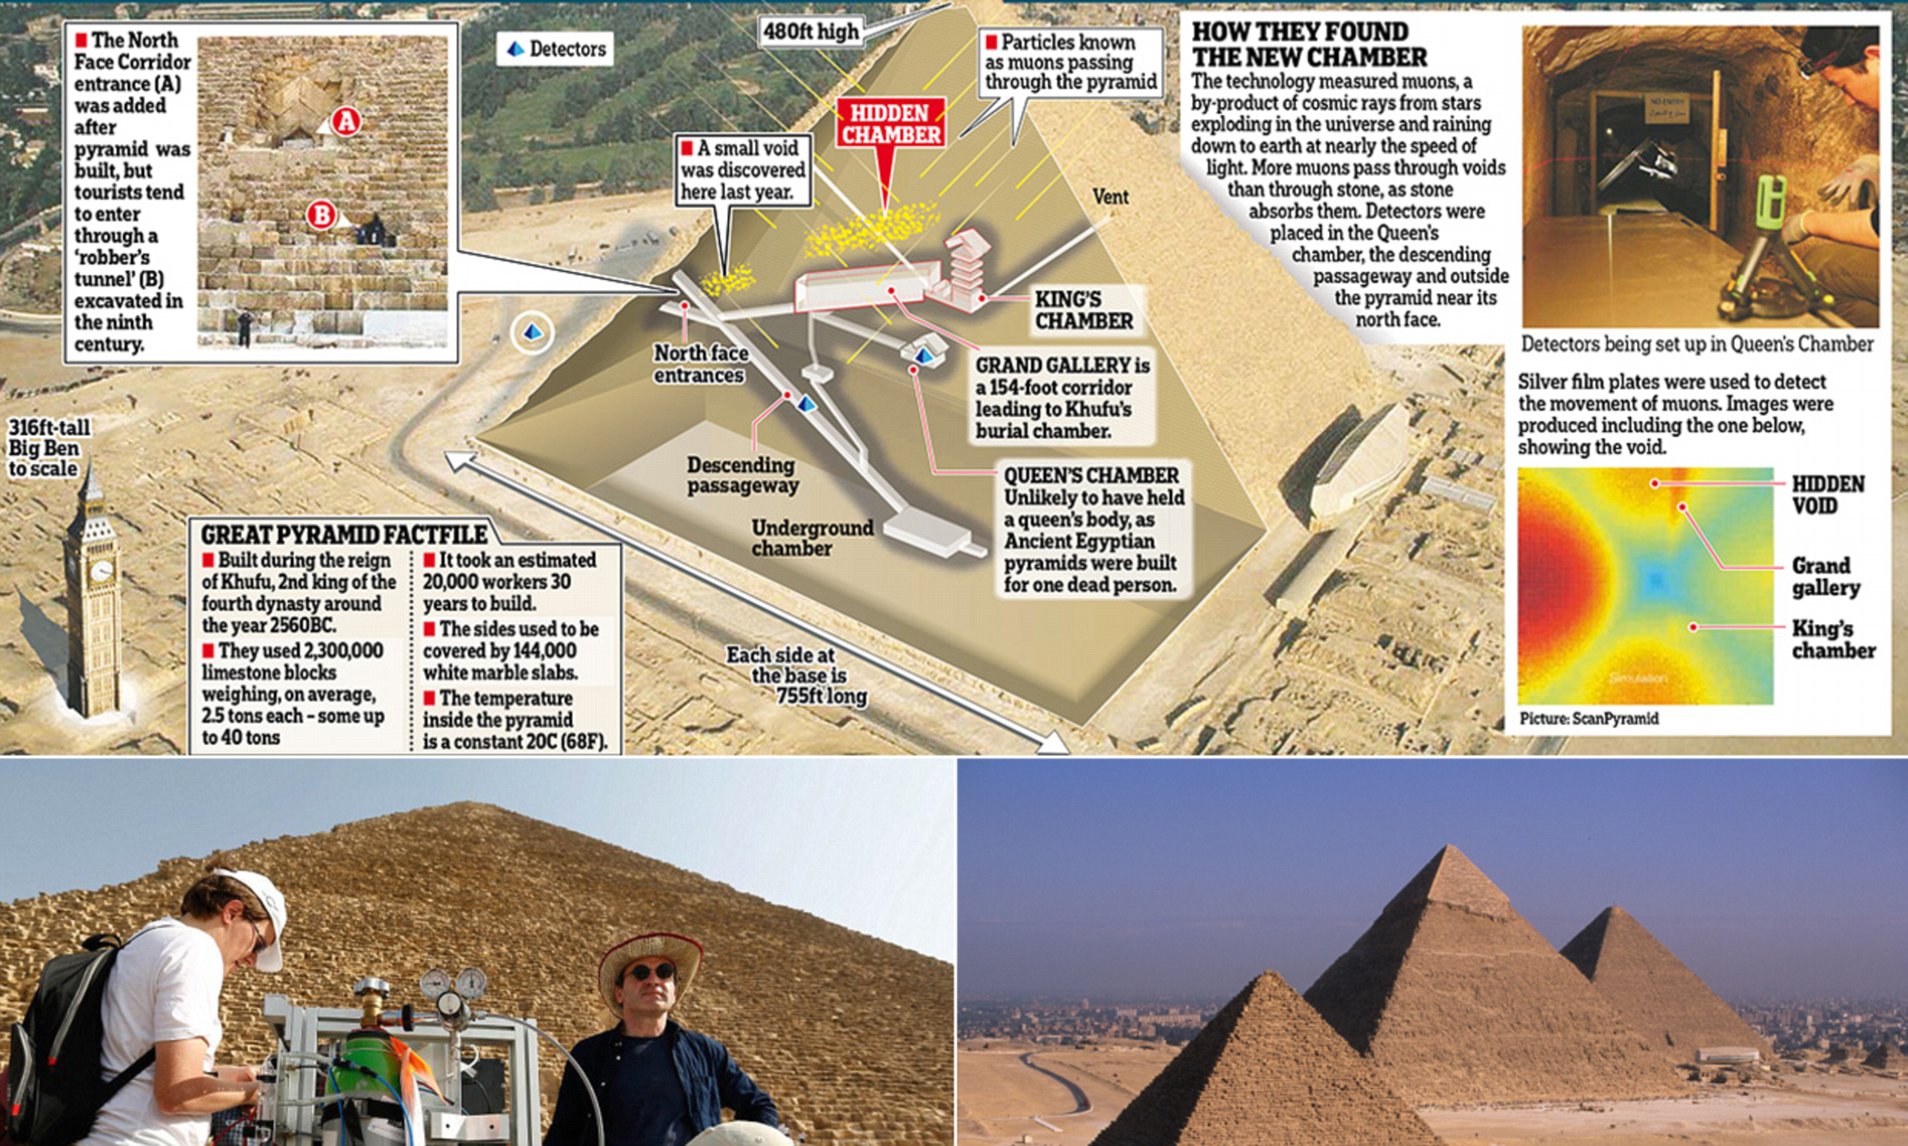 ■ The North
Face Corridor
entrance (A)
was added
after
pyramid was
built, but
tourists tend
to enter
through a
‘robber’s
tunnel’ (B)
excavated in
the ninth
century.
A
B
Detectors
480ft high
■ Particles known
as muons passing
through the pyramid
HIDDEN
CHAMBER
■ A small void
was discovered
here last year.
Vent
KING’S
CHAMBER
North face
entrances
GRAND GALLERY is
a 154-foot corridor
leading to Khufu’s
burial chamber.
Descending
passageway
QUEEN’S CHAMBER
Unlikely to have held
a queen’s body, as
Ancient Egyptian
pyramids were built
for one dead person.
Underground
chamber
316ft-tall
Big Ben
to scale
GREAT PYRAMID FACTFILE
■ Built during the reign
of Khufu, 2nd king of the
fourth dynasty around
the year 2560BC.
■ They used 2,300,000
limestone blocks
weighing, on average,
2.5 tons each – some up
to 40 tons
■ It took an estimated
20,000 workers 30
years to build.
■ The sides used to be
covered by 144,000
white marble slabs.
■ The temperature
inside the pyramid
is a constant 20C (68F).
Each side at
the base is
755ft long
HOW THEY FOUND
THE NEW CHAMBER
The technology measured muons, a
by-product of cosmic rays from stars
exploding in the universe and raining
down to earth at nearly the speed of
light. More muons pass through voids
than through stone, as stone
absorbs them. Detectors were
placed in the Queen’s
chamber, the descending
passageway and outside
the pyramid near its
north face.
NO ENTRY
Detectors being set up in Queen’s Chamber
Silver film plates were used to detect
the movement of muons. Images were
produced including the one below,
showing the void.
HIDDEN
VOID
Grand
gallery
King’s
chamber
Simulation
Picture: ScanPyramid